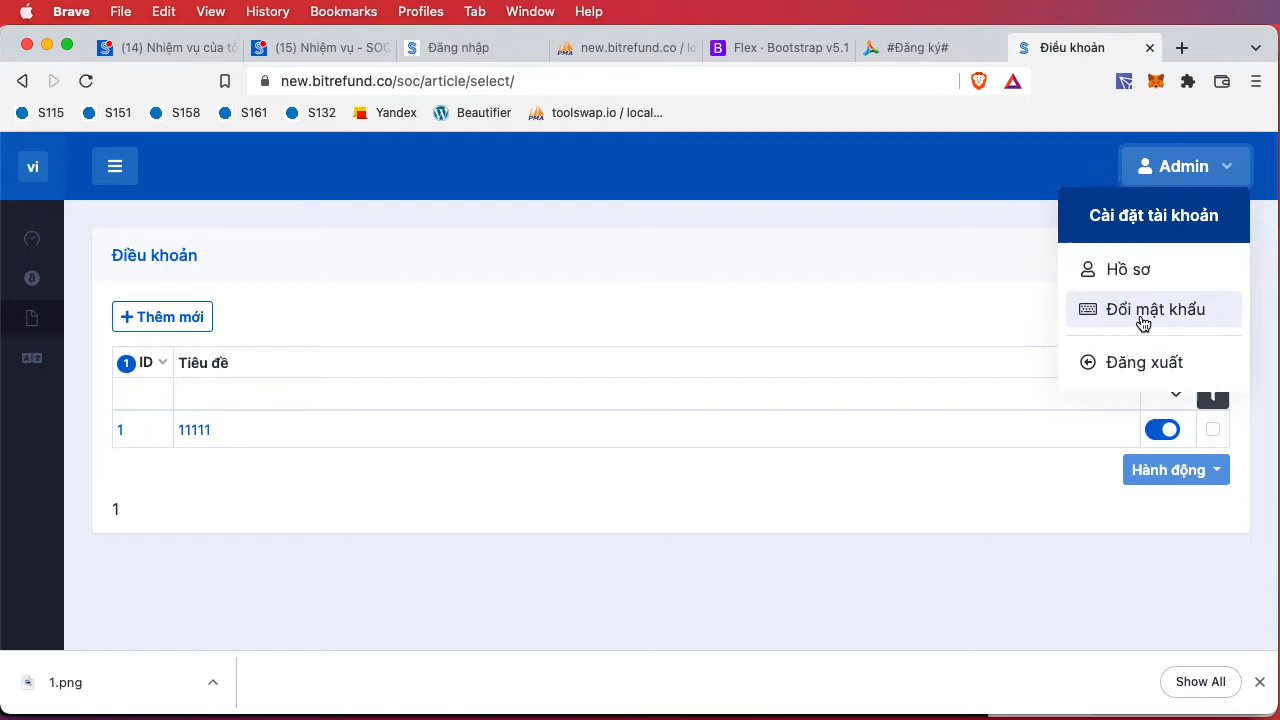 Brave File Edit View History Bookmarks Profiles Tab Window Help
(14) Nhiệm vụ của tô
(15) Nhiệm vụ - SOC
Đăng nhập
new.bitrefund.co / lo
Flex · Bootstrap v5.1
#Đăng ký#
Điều khoản
new.bitrefund.co/soc/article/select/
S115 S151 S158 S161 S132 Yandex Beautifier toolswap.io / local...
vi
Admin
Cài đặt tài khoản
Điều khoản
Hồ sơ
Thêm mới
Đổi mật khẩu
1 ID Tiêu đề
Đăng xuất
1 11111
Hành động
1
1.png
Show All